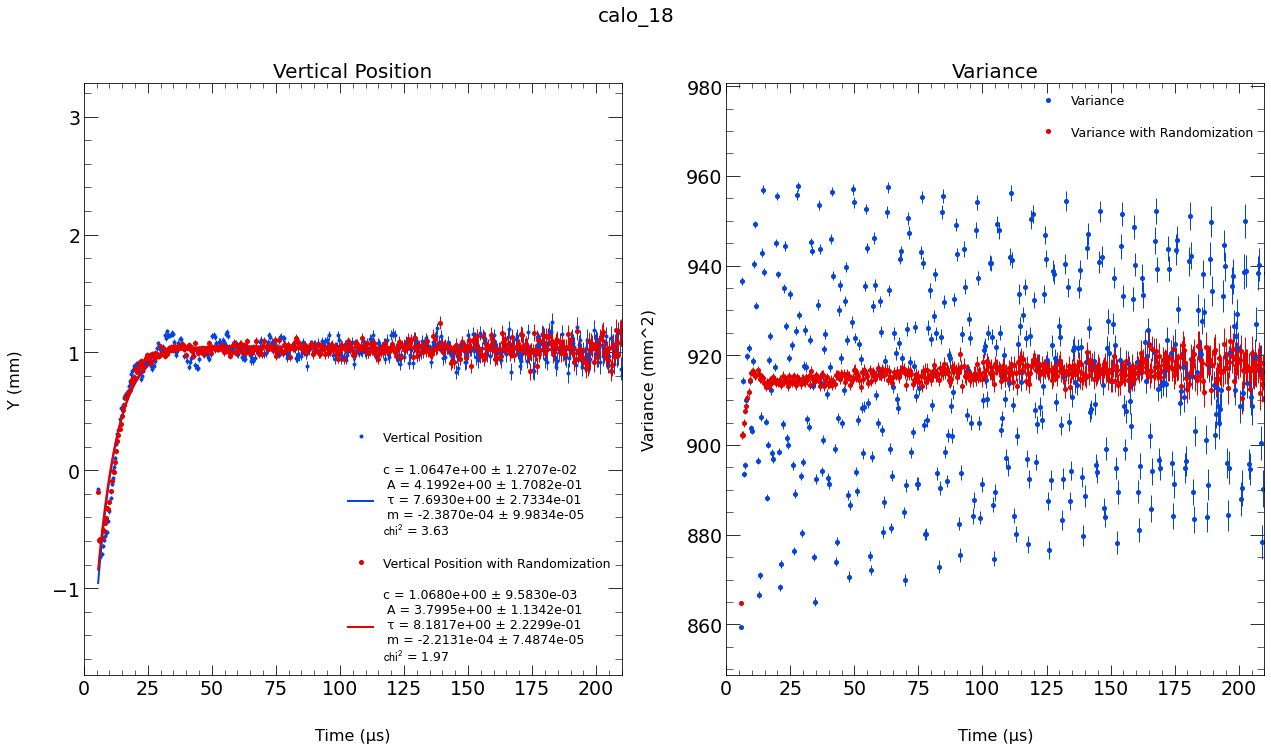 calo_18
Vertical Position
Y (mm)
3
2
1
0
−1
0 25 50 75 100 125 150 175 200
Time (μs)
Vertical Position
c = 1.0647e+00 ± 1.2707e-02
A = 4.1992e+00 ± 1.7082e-01
τ = 7.6930e+00 ± 2.7334e-01
m = -2.3870e-04 ± 9.9834e-05
chi² = 3.63
Vertical Position with Randomization
c = 1.0680e+00 ± 9.5830e-03
A = 3.7995e+00 ± 1.1342e-01
τ = 8.1817e+00 ± 2.2299e-01
m = -2.2131e-04 ± 7.4874e-05
chi² = 1.97
Variance
Variance (mm^2)
980
960
940
920
900
880
860
0 25 50 75 100 125 150 175 200
Time (μs)
Variance
Variance with Randomization